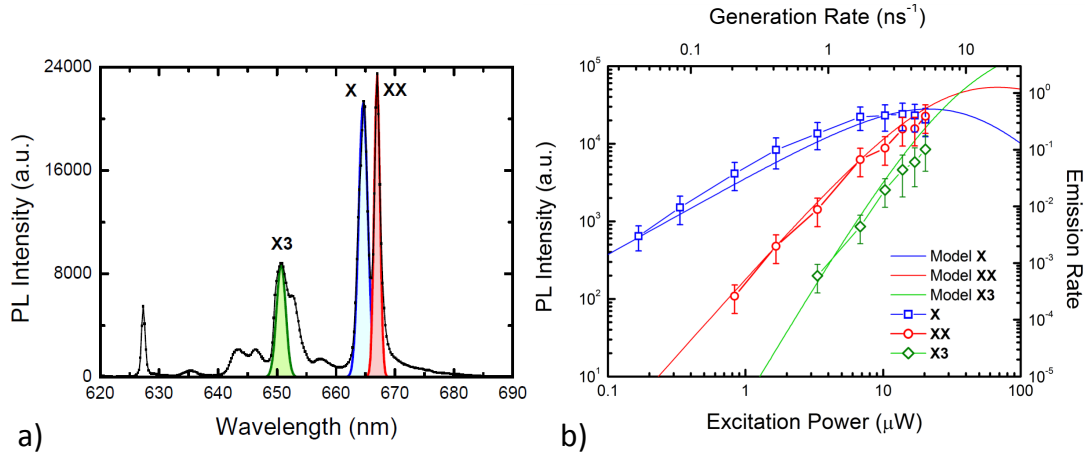 24000
16000
8000
0
PL Intensity (a.u.)
X
XX
X3
620 630 640 650 660 670 680 690
Wavelength (nm)
a)
Generation Rate (ns⁻¹)
0.1 1 10
10⁵
10⁴
10³
10²
10¹
PL Intensity (a.u.)
10⁰
10⁻¹
10⁻²
10⁻³
10⁻⁴
10⁻⁵
Emission Rate
Model X
Model XX
Model X3
X
XX
X3
0.1 1 10 100
Excitation Power (μW)
b)